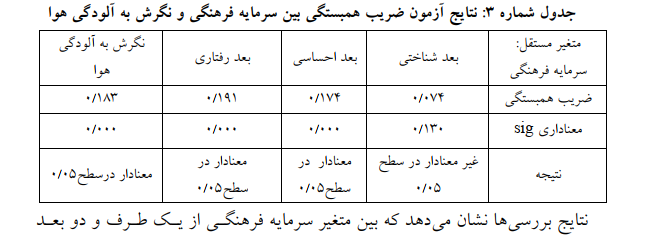 جدول شماره ۳: نتایج آزمون ضریب همبستگی بین سرمایه فرهنگی و نگرش به آلودگی هوا
متغیر مستقل: سرمایه فرهنگی	بعد شناختی	بعد احساسی	بعد رفتاری	نگرش به آلودگی هوا
ضریب همبستگی	۰/۰۷۴	۰/۱۷۴	۰/۱۹۱	۰/۱۸۳
معناداری sig	۰/۱۳۰	۰/۰۰۰	۰/۰۰۰	۰/۰۰۰
نتیجه	غیر معنادار در سطح ۰/۰۵	معنادار در سطح۰/۰۵	معنادار در سطح۰/۰۵	معنادار درسطح۰/۰۵
نتایج بررسی‌ها نشان می‌دهد که بین متغیر سرمایه فرهنگی از یک طرف و دو بعد